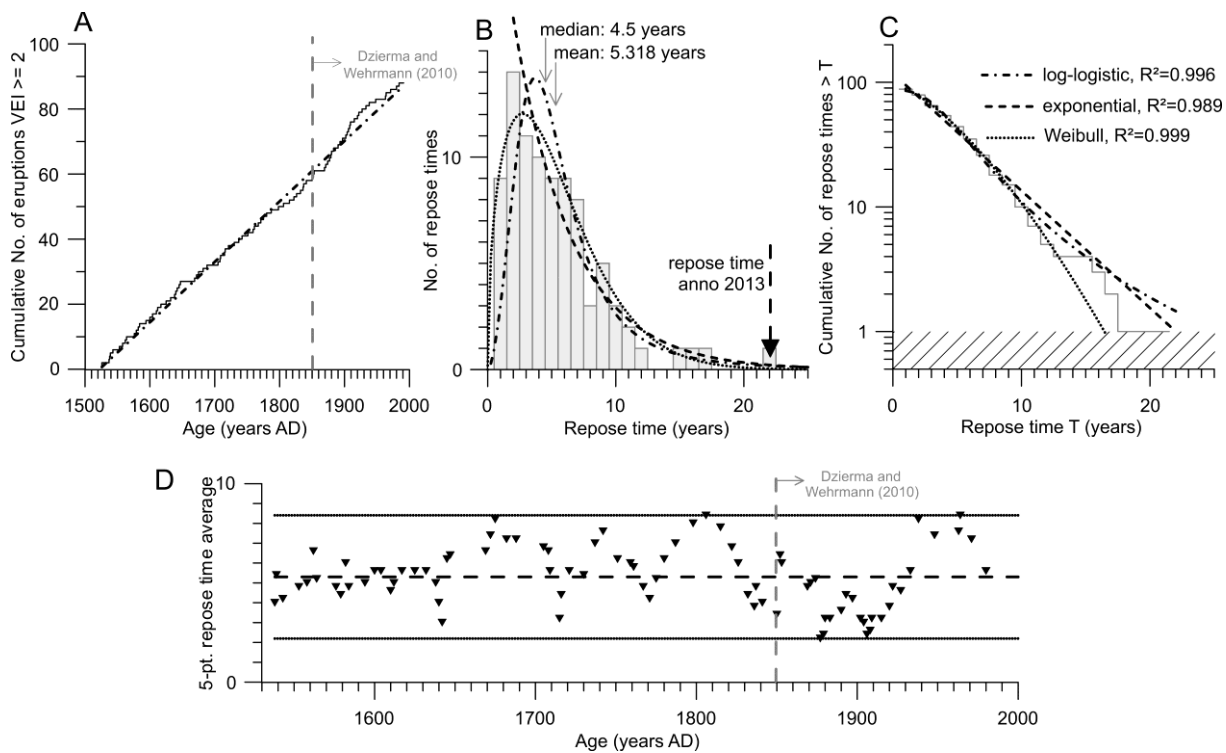 A
Cumulative No. of eruptions VEI >= 2
100
80
60
40
20
0
Dzierma and
Wehrmann (2010)
1500
1600
1700
1800
1900
2000
Age (years AD)
B
median: 4.5 years
mean: 5.318 years
No. of repose times
10
0
repose time
anno 2013
0
10
20
Repose time (years)
C
Cumulative No. of repose times > T
100
10
1
log-logistic, R²=0.996
exponential, R²=0.989
Weibull, R²=0.999
0
10
20
Repose time T (years)
D
5-pt. repose time average
10
0
Dzierma and
Wehrmann (2010)
1600
1700
1800
1900
2000
Age (years AD)